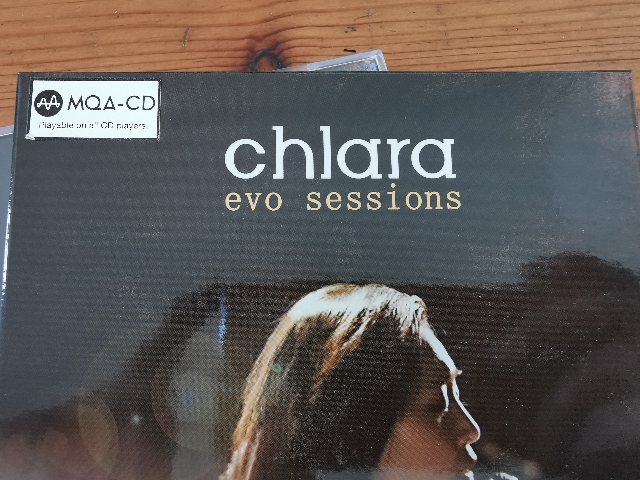 MQA-CD
Playable on all CD players
chlara
evo sessions